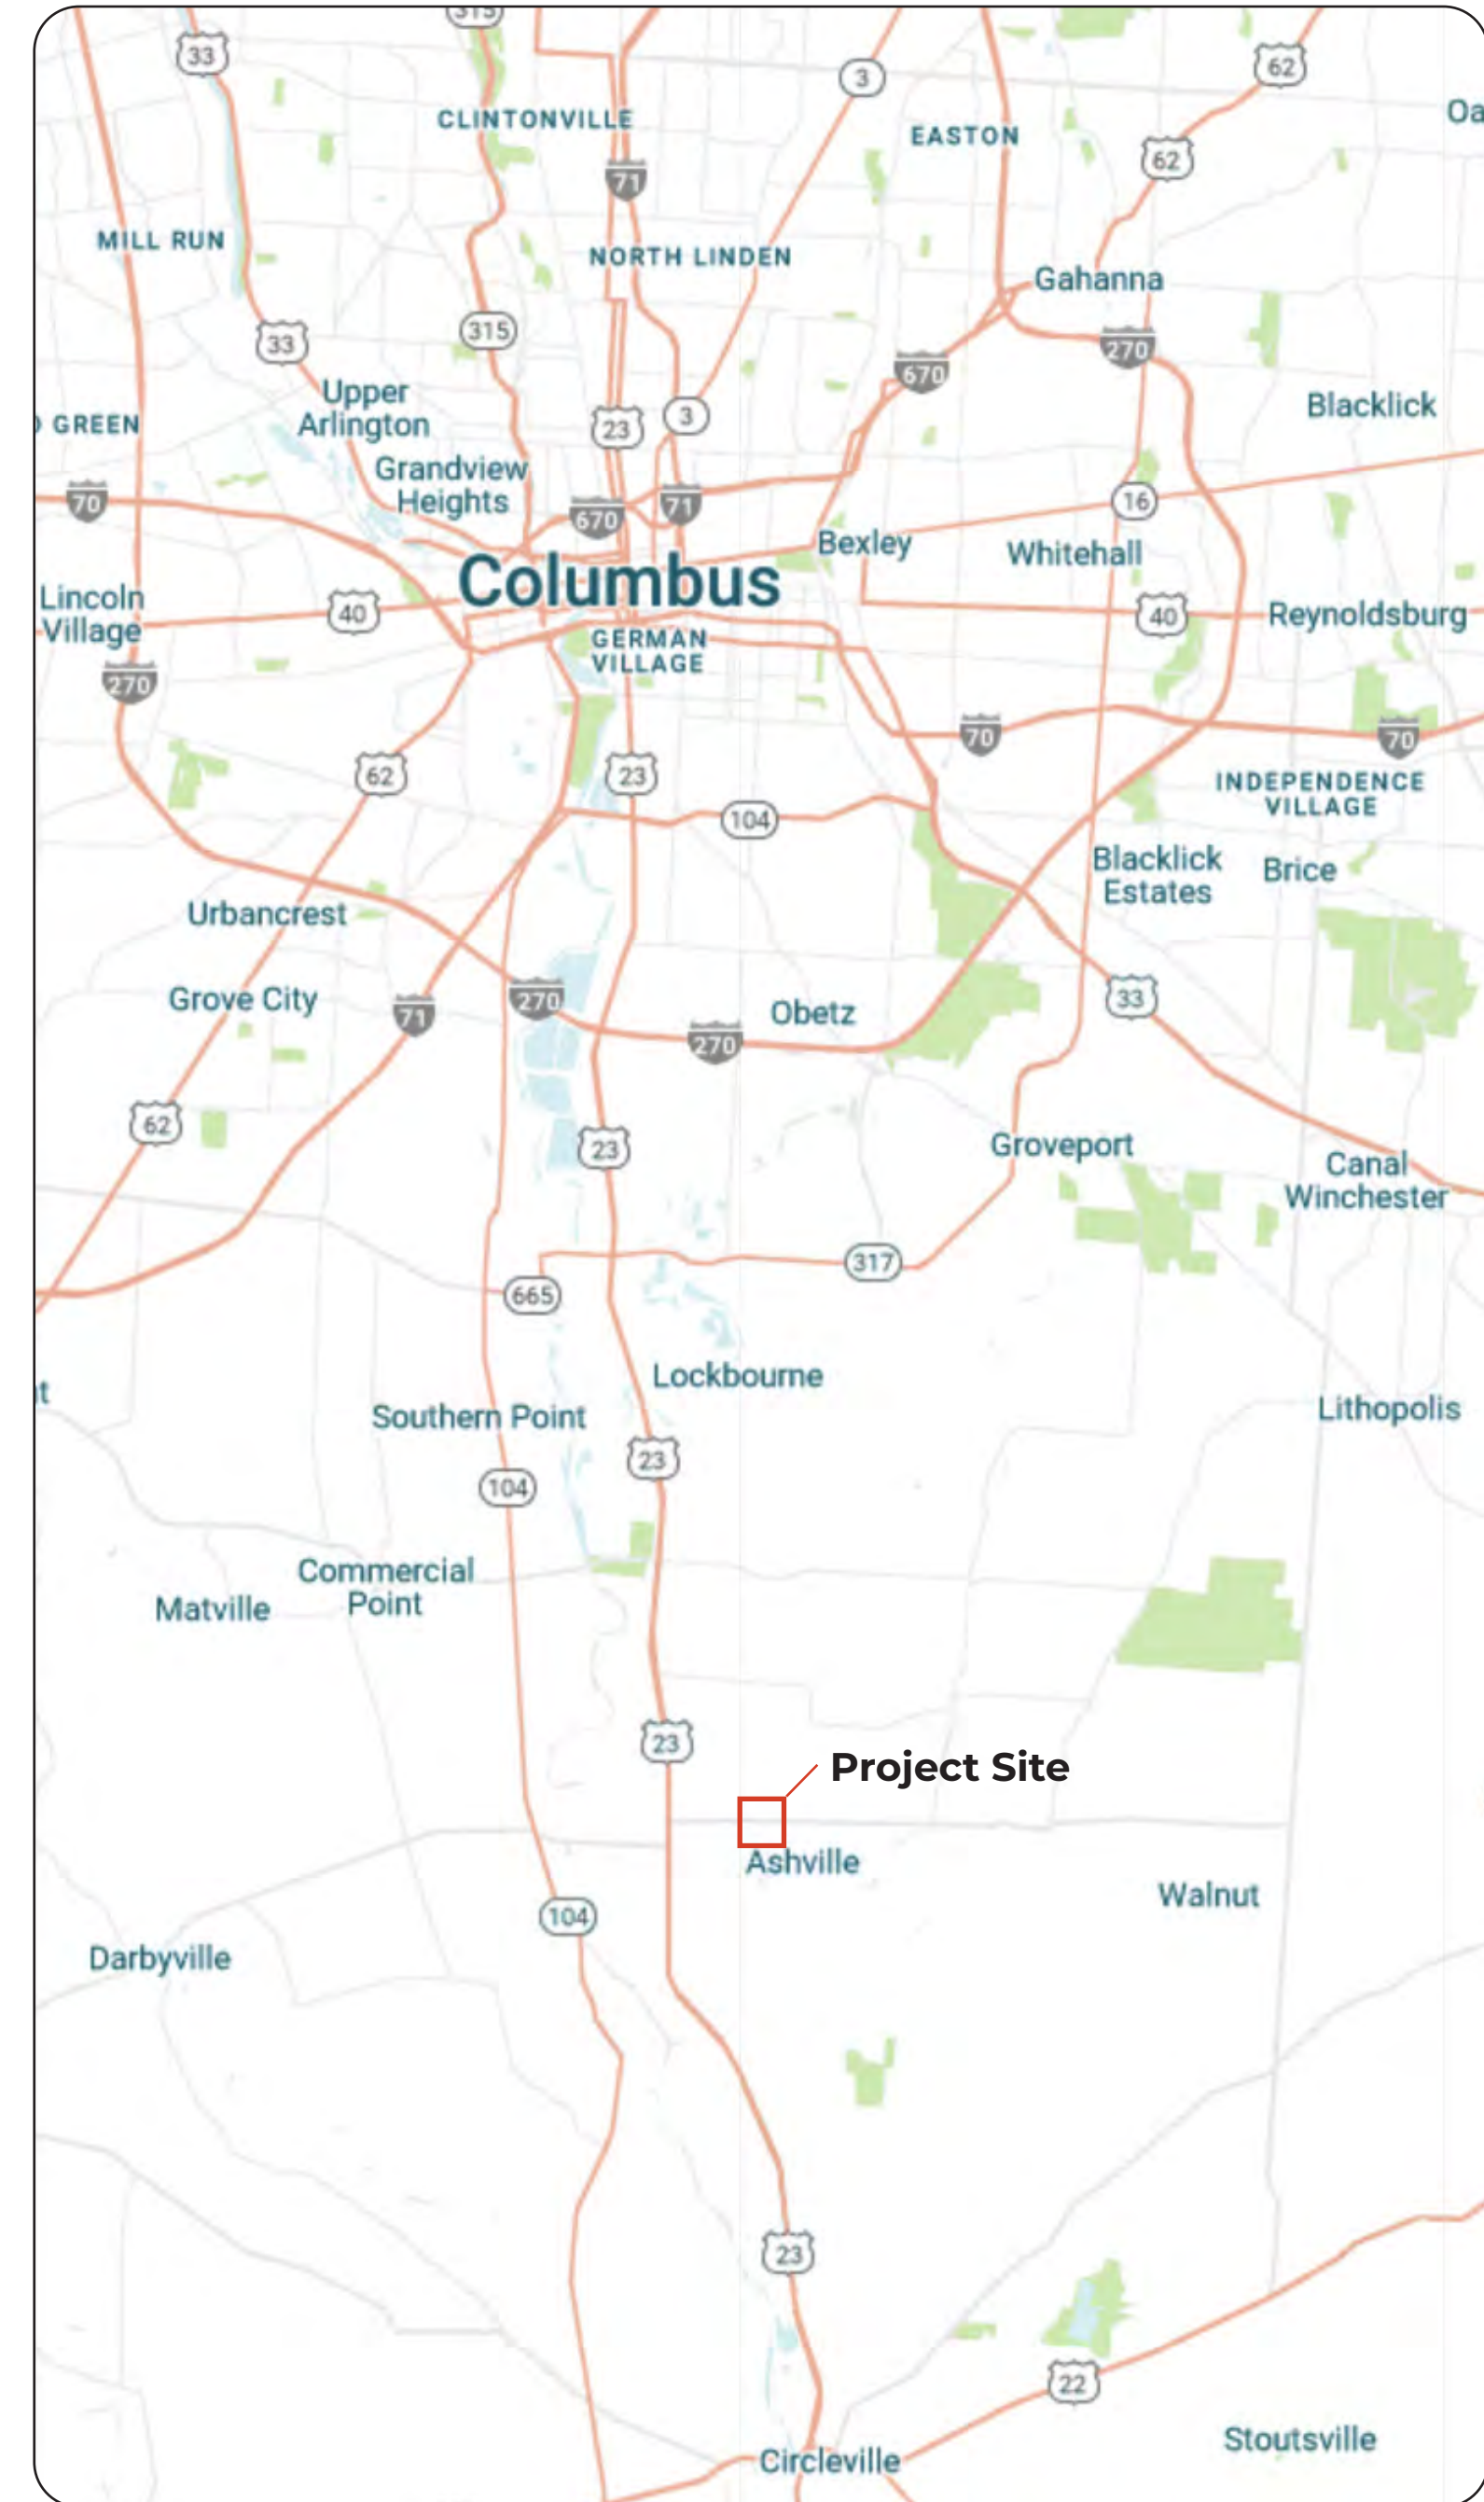 315
33
62
3
Oa
CLINTONVILLE
EASTON
62
71
MILL RUN
NORTH LINDEN
Gahanna
315
33
270
670
Upper
Arlington
Blacklick
3
23
GREEN
Grandview
Heights
70
71
16
670
Bexley
Whitehall
Columbus
Lincoln
Village
40
40
Reynoldsburg
GERMAN
VILLAGE
270
70
70
62
23
INDEPENDENCE
VILLAGE
104
Blacklick
Estates
Brice
Urbancrest
Grove City
270
33
71
Obetz
270
62
23
Groveport
Canal
Winchester
317
665
Lockbourne
t
Southern Point
Lithopolis
23
104
Commercial
Point
Matville
23
Project Site
Ashville
Walnut
104
Darbyville
23
22
Stoutsville
Circleville